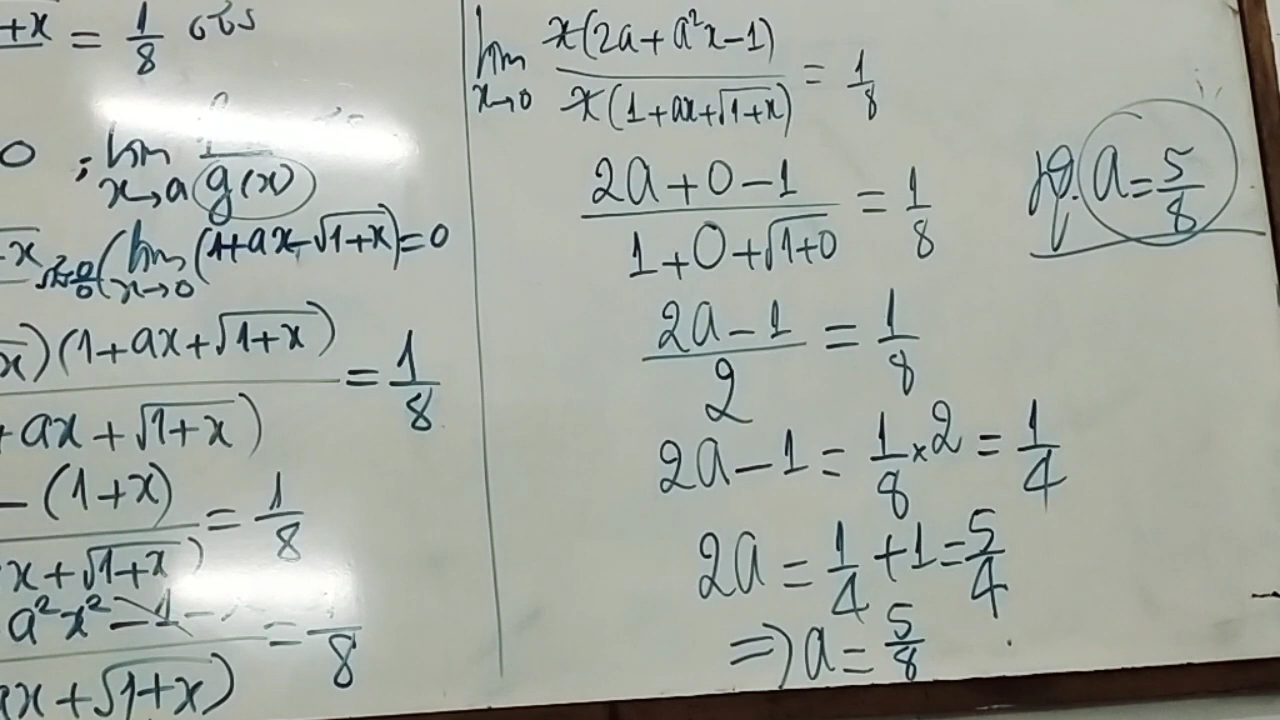 +x = 1/8
0 ; lim x→a g(x)
-x (lim x→0 (1+ax-√1+x) = 0
x)(1+ax+√1+x) = 1/8
+ax+√1+x)
-(1+x) = 1/8
x+√1+x)
a²x²-1- = /8
ax+√1+x)
lim x→0 x(2a+a²x-1) / x(1+ax+√1+x) = 1/8
2a+0-1 / 1+0+√1+0 = 1/8
2a-1 / 2 = 1/8
2a-1 = 1/8 × 2 = 1/4
2a = 1/4 + 1 = 5/4
⇒ a = 5/8
a = 5/8